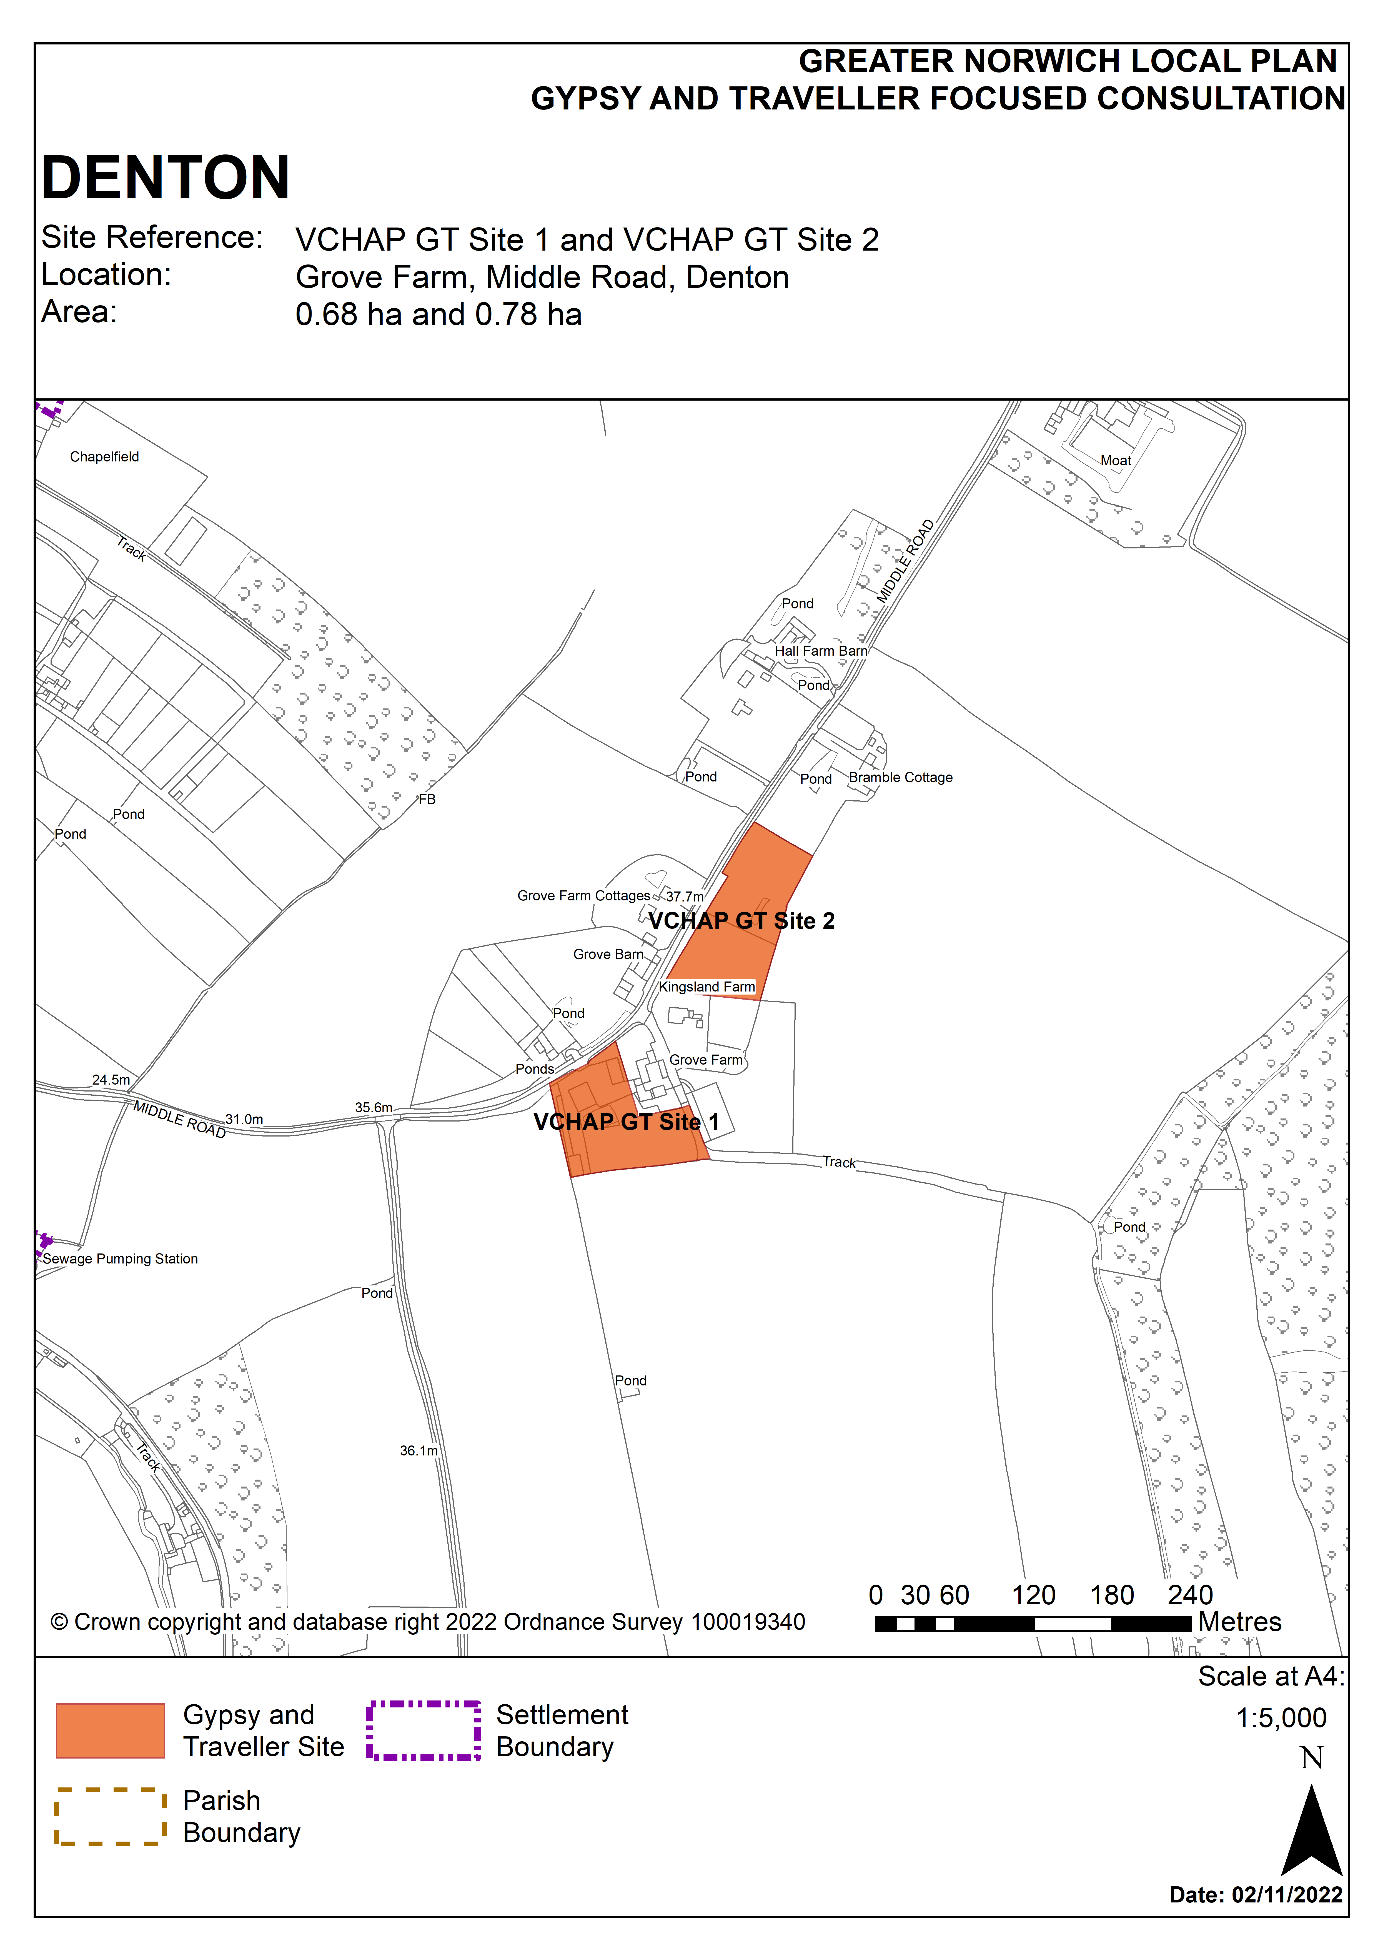 GREATER NORWICH LOCAL PLAN
GYPSY AND TRAVELLER FOCUSED CONSULTATION
DENTON
Site Reference: VCHAP GT Site 1 and VCHAP GT Site 2
Location: Grove Farm, Middle Road, Denton
Area: 0.68 ha and 0.78 ha
Chapelfield
Moat
Track
MIDDLE ROAD
Pond
Hall Farm Barn
Pond
Pond
Pond
Bramble Cottage
FB
Pond
Pond
Grove Farm Cottages
37.7m
VCHAP GT Site 2
Grove Barn
Kingsland Farm
Pond
Grove Farm
Ponds
24.5m
MIDDLE ROAD
31.0m
35.6m
VCHAP GT Site 1
Track
Pond
Sewage Pumping Station
Pond
Pond
36.1m
Track
0 30 60 120 180 240
Metres
© Crown copyright and database right 2022 Ordnance Survey 100019340
Scale at A4:
1:5,000
N
Gypsy and
Traveller Site
Settlement
Boundary
Parish
Boundary
Date: 02/11/2022